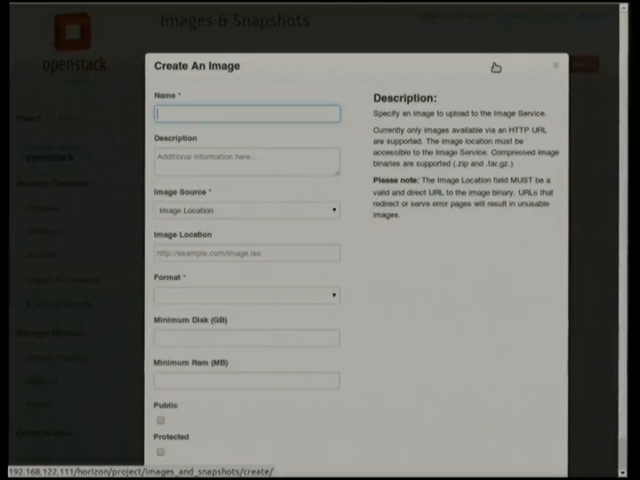 Images & Snapshots
openstack
Create An Image
×
Name *
Description
Additional information here...
Image Source *
Image Location
Image Location
http://example.com/image.iso
Format *
Minimum Disk (GB)
Minimum Ram (MB)
Public
Protected
Description:
Specify an image to upload to the Image Service.
Currently only images available via an HTTP URL
are supported. The image location must be
accessible to the Image Service. Compressed image
binaries are supported (.zip and .tar.gz.)
Please note: The Image Location field MUST be a
valid and direct URL to the image binary. URLs that
redirect or serve error pages will result in unusable
images.
Project
openstack
192.168.122.111/horizon/project/images_and_snapshots/create/